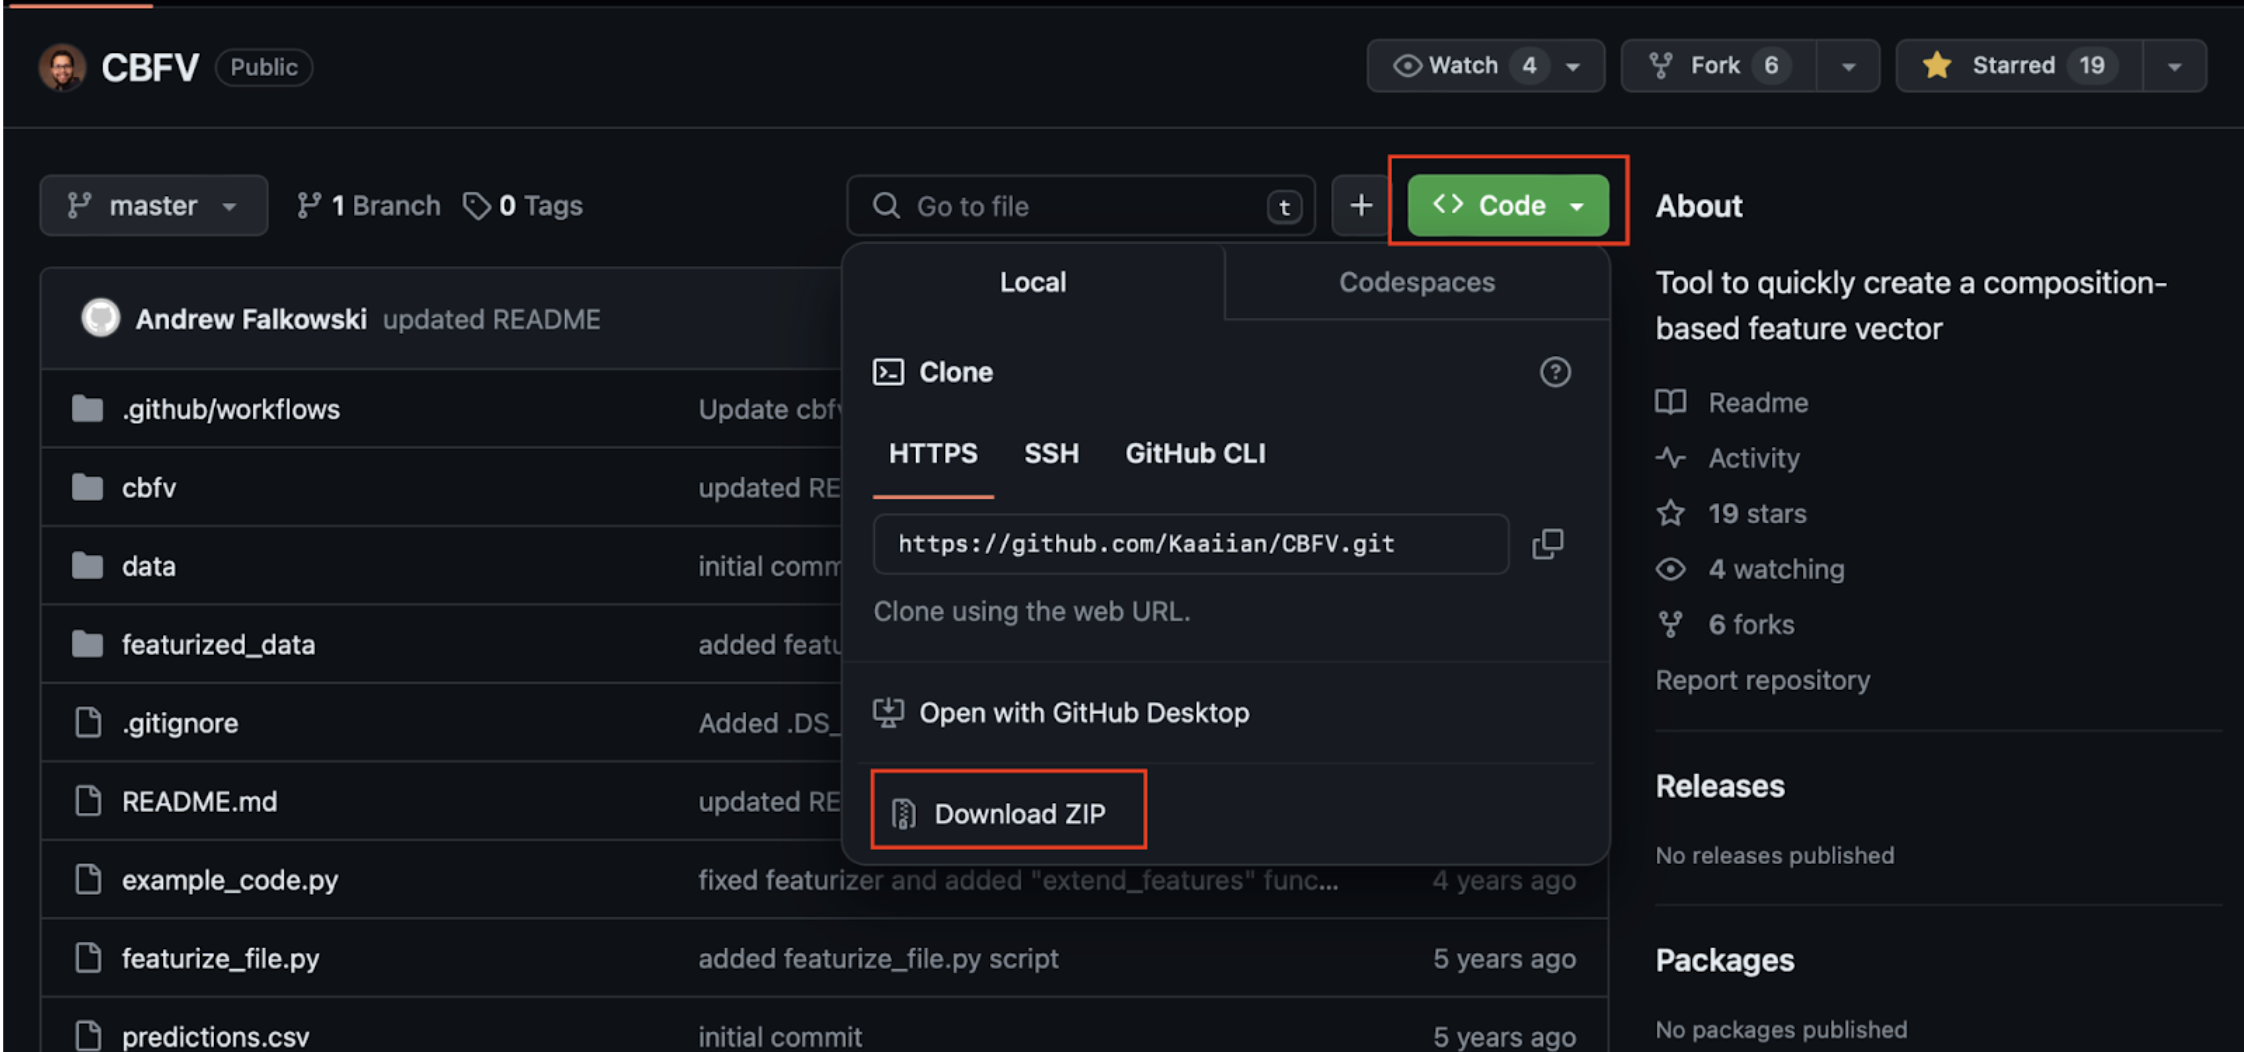 CBFV Public Watch 4 Fork 6 Starred 19
master 1 Branch 0 Tags Go to file t + <> Code
About
Local Codespaces
Tool to quickly create a composition-
based feature vector
Andrew Falkowski updated README
Clone
Readme
.github/workflows Update cbfv
HTTPS SSH GitHub CLI
Activity
cbfv updated RE
19 stars
https://github.com/Kaaiian/CBFV.git
data initial comm
4 watching
Clone using the web URL.
6 forks
featurized_data added featu
Report repository
.gitignore Added .DS_
Open with GitHub Desktop
Releases
README.md updated RE
Download ZIP
No releases published
example_code.py fixed featurizer and added "extend_features" func... 4 years ago
featurize_file.py added featurize_file.py script 5 years ago
Packages
predictions.csv initial commit 5 years ago
No packages published